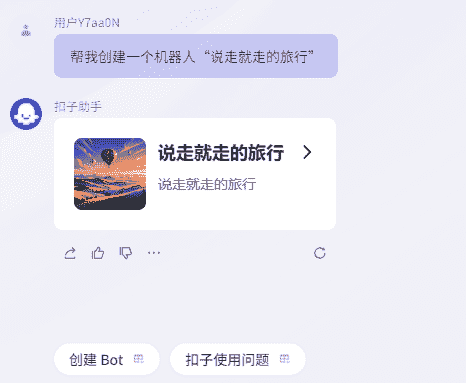 用户Y7aa0N
帮我创建一个机器人“说走就走的旅行”
扣子助手
说走就走的旅行
说走就走的旅行
创建 Bot
扣子使用问题